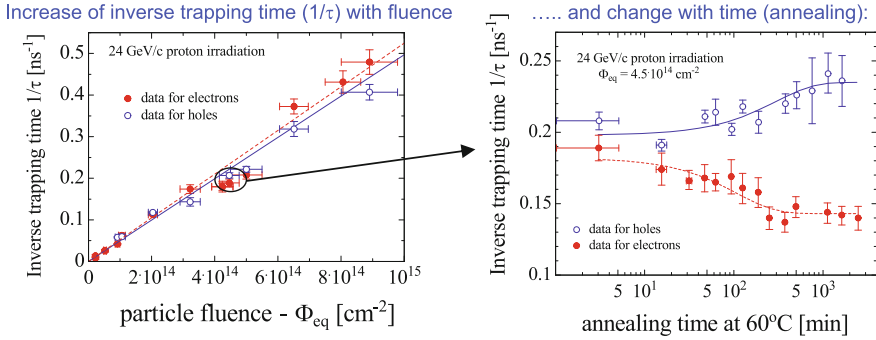 Increase of inverse trapping time (1/τ) with fluence
..... and change with time (annealing):
Inverse trapping time 1/τ [ns⁻¹]
0.5
0.4
0.3
0.2
0.1
0
24 GeV/c proton irradiation
data for electrons
data for holes
0 2·10¹⁴ 4·10¹⁴ 6·10¹⁴ 8·10¹⁴ 10¹⁵
particle fluence - Φeq [cm⁻²]
Inverse trapping time 1/τ [ns⁻¹]
0.25
0.2
0.15
0.1
24 GeV/c proton irradiation
Φeq = 4.5·10¹⁴ cm⁻²
data for holes
data for electrons
5 10¹ 5 10² 5 10³
annealing time at 60ºC [min]